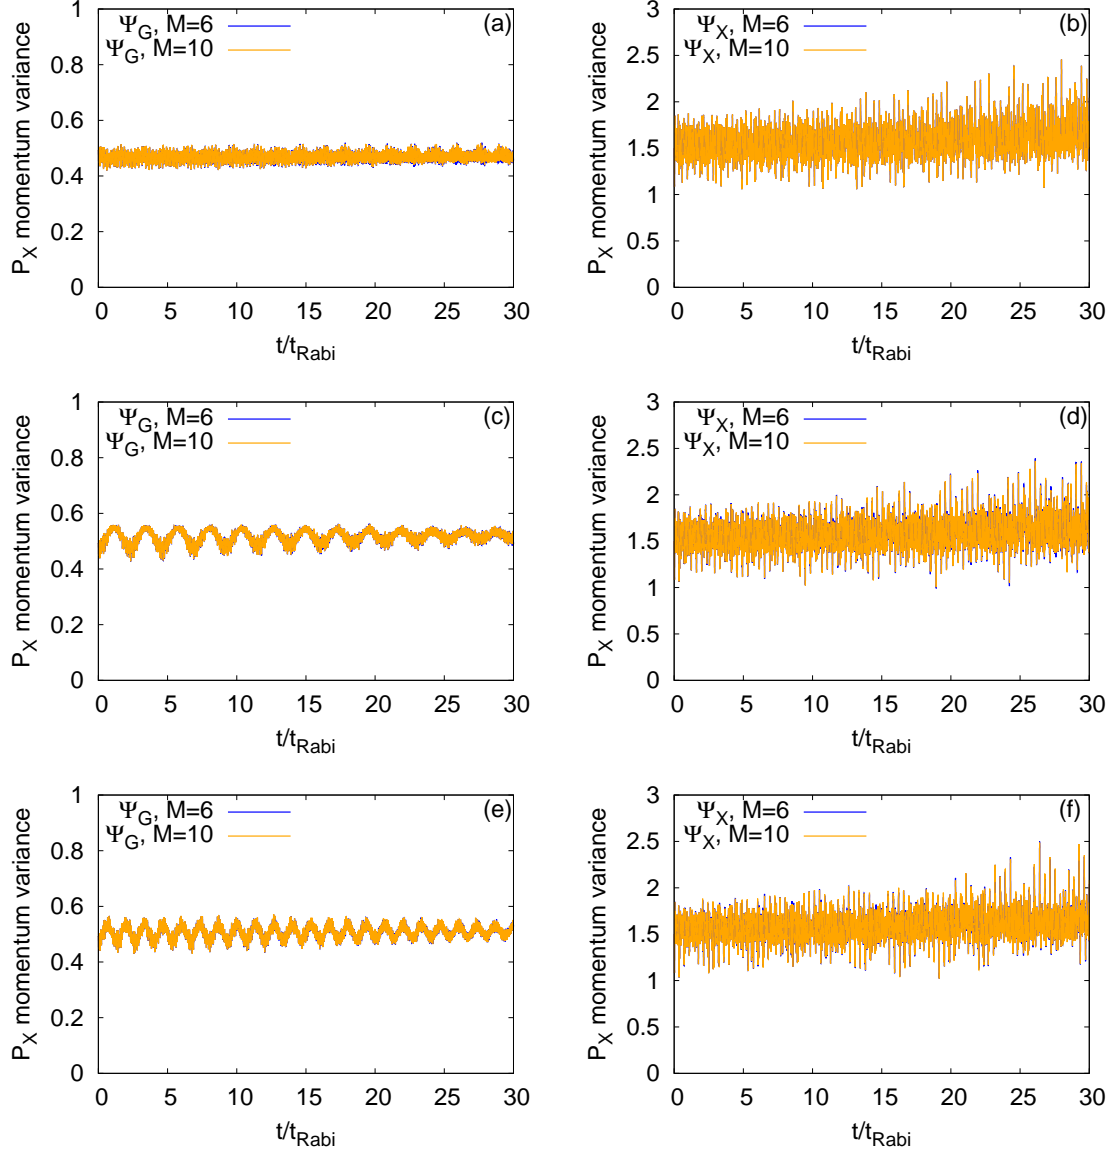 Ψ_G, M=6
Ψ_G, M=10
(a)
P_X momentum variance
0
0.2
0.4
0.6
0.8
1
0 5 10 15 20 25 30
t/t_Rabi
Ψ_X, M=6
Ψ_X, M=10
(b)
P_X momentum variance
0
0.5
1
1.5
2
2.5
3
0 5 10 15 20 25 30
t/t_Rabi
Ψ_G, M=6
Ψ_G, M=10
(c)
P_X momentum variance
0
0.2
0.4
0.6
0.8
1
0 5 10 15 20 25 30
t/t_Rabi
Ψ_X, M=6
Ψ_X, M=10
(d)
P_X momentum variance
0
0.5
1
1.5
2
2.5
3
0 5 10 15 20 25 30
t/t_Rabi
Ψ_G, M=6
Ψ_G, M=10
(e)
P_X momentum variance
0
0.2
0.4
0.6
0.8
1
0 5 10 15 20 25 30
t/t_Rabi
Ψ_X, M=6
Ψ_X, M=10
(f)
P_X momentum variance
0
0.5
1
1.5
2
2.5
3
0 5 10 15 20 25 30
t/t_Rabi